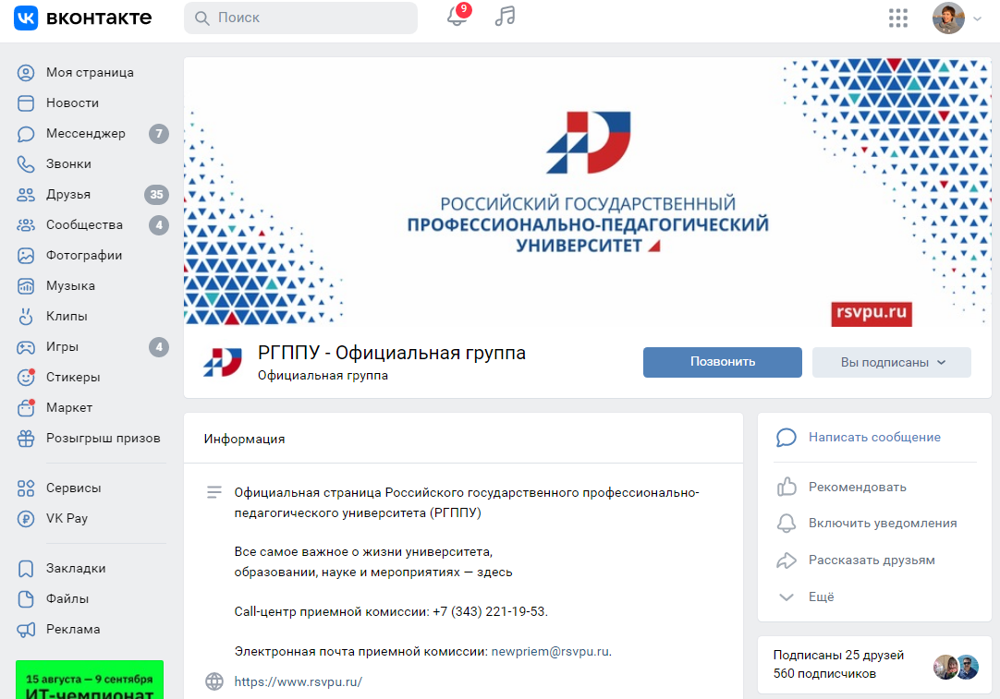 вконтакте
Поиск
9
Моя страница
Новости
Мессенджер 7
Звонки
Друзья 35
Сообщества 4
Фотографии
Музыка
Клипы
Игры 4
Стикеры
Маркет
Розыгрыш призов
Сервисы
VK Pay
Закладки
Файлы
Реклама
15 августа — 9 сентября
ИТ-чемпионат
РОССИЙСКИЙ ГОСУДАРСТВЕННЫЙ
ПРОФЕССИОНАЛЬНО-ПЕДАГОГИЧЕСКИЙ
УНИВЕРСИТЕТ
rsvpu.ru
РГППУ - Официальная группа
Официальная группа
Позвонить
Вы подписаны
Информация
Официальная страница Российского государственного профессионально-
педагогического университета (РГППУ)
Все самое важное о жизни университета,
образовании, науке и мероприятиях — здесь
Call-центр приемной комиссии: +7 (343) 221-19-53.
Электронная почта приемной комиссии: newpriem@rsvpu.ru.
https://www.rsvpu.ru/
Написать сообщение
Рекомендовать
Включить уведомления
Рассказать друзьям
Ещё
Подписаны 25 друзей
560 подписчиков